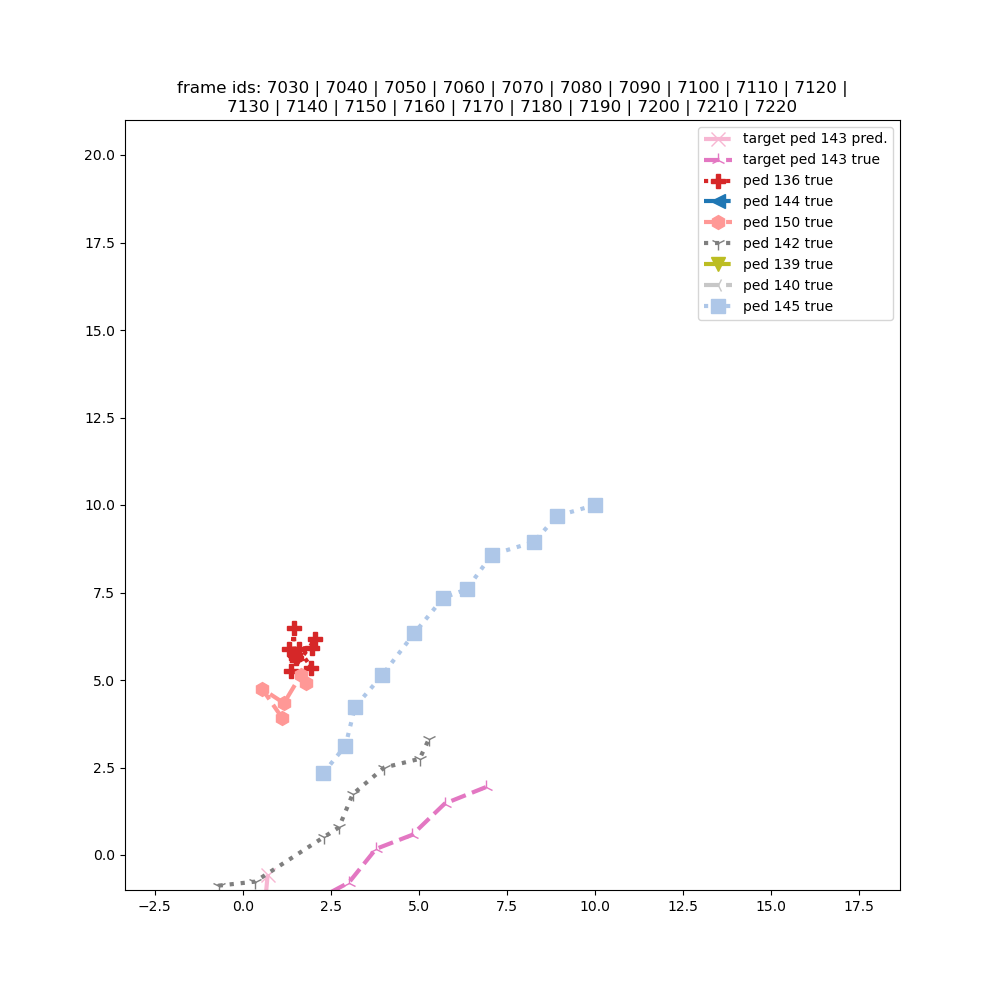 frame ids: 7030 | 7040 | 7050 | 7060 | 7070 | 7080 | 7090 | 7100 | 7110 | 7120 |
7130 | 7140 | 7150 | 7160 | 7170 | 7180 | 7190 | 7200 | 7210 | 7220
target ped 143 pred.
target ped 143 true
ped 136 true
ped 144 true
ped 150 true
ped 142 true
ped 139 true
ped 140 true
ped 145 true
20.0
17.5
15.0
12.5
10.0
7.5
5.0
2.5
0.0
−2.5 0.0 2.5 5.0 7.5 10.0 12.5 15.0 17.5